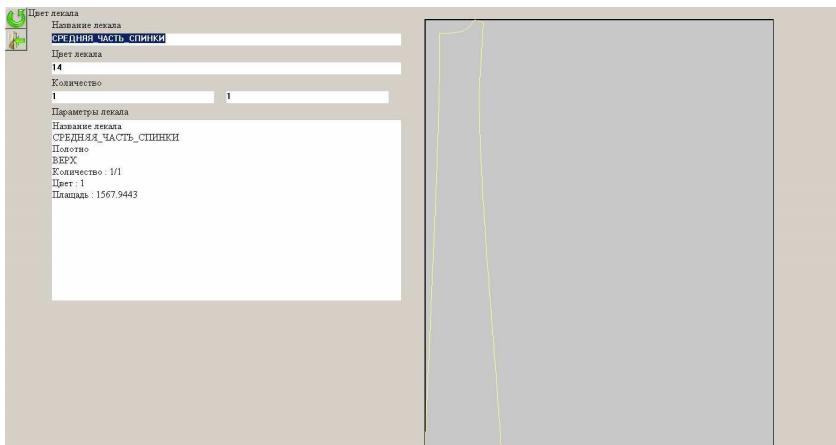 Цвет лекала
Название лекала
СРЕДНЯЯ_ЧАСТЬ_СПИНКИ
Цвет лекала
14
Количество
1 1
Параметры лекала
Название лекала
СРЕДНЯЯ_ЧАСТЬ_СПИНКИ
Полотно
ВЕРХ
Количество : 1/1
Цвет : 1
Плащадь : 1567.9443